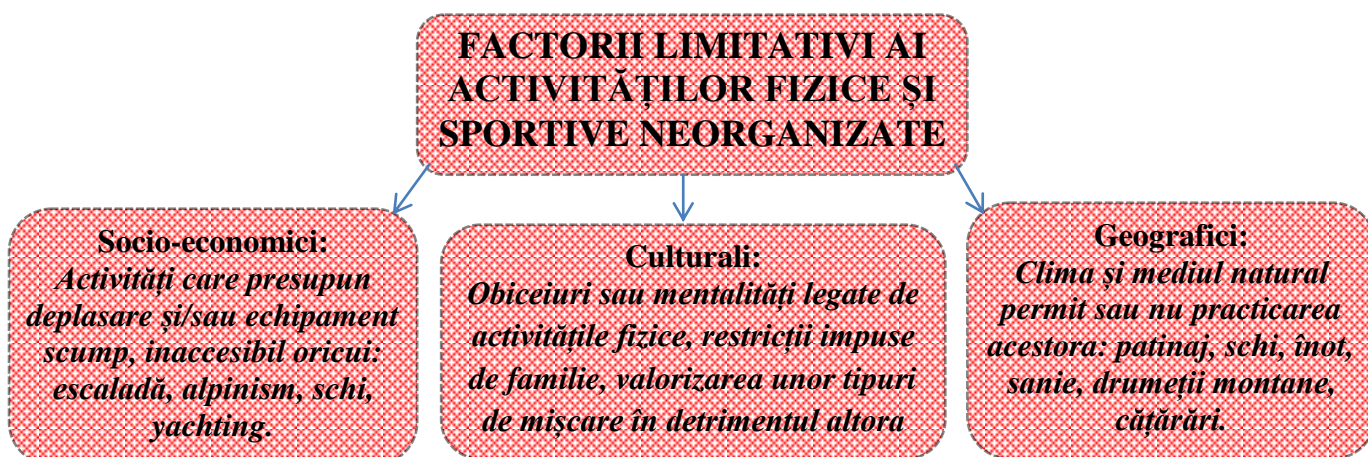 FACTORII LIMITATIVI AI
ACTIVITĂȚILOR FIZICE ȘI
SPORTIVE NEORGANIZATE
Socio-economici:
Activități care presupun
deplasare și/sau echipament
scump, inaccesibil oricui:
escaladă, alpinism, schi,
yachting.
Culturali:
Obiceiuri sau mentalități legate de
activitățile fizice, restricții impuse
de familie, valorizarea unor tipuri
de mișcare în detrimentul altora
Geografici:
Clima și mediul natural
permit sau nu practicarea
acestora: patinaj, schi, înot,
sanie, drumeții montane,
cățărări.